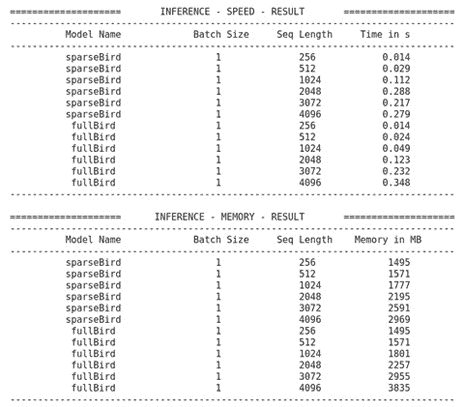 ==================== INFERENCE - SPEED - RESULT ====================
--------------------------------------------------------------------------------
Model Name Batch Size Seq Length Time in s
--------------------------------------------------------------------------------
sparseBird 1 256 0.014
sparseBird 1 512 0.029
sparseBird 1 1024 0.112
sparseBird 1 2048 0.288
sparseBird 1 3072 0.217
sparseBird 1 4096 0.279
fullBird 1 256 0.014
fullBird 1 512 0.024
fullBird 1 1024 0.049
fullBird 1 2048 0.123
fullBird 1 3072 0.232
fullBird 1 4096 0.348
--------------------------------------------------------------------------------
==================== INFERENCE - MEMORY - RESULT ====================
--------------------------------------------------------------------------------
Model Name Batch Size Seq Length Memory in MB
--------------------------------------------------------------------------------
sparseBird 1 256 1495
sparseBird 1 512 1571
sparseBird 1 1024 1777
sparseBird 1 2048 2195
sparseBird 1 3072 2591
sparseBird 1 4096 2969
fullBird 1 256 1495
fullBird 1 512 1571
fullBird 1 1024 1801
fullBird 1 2048 2257
fullBird 1 3072 2955
fullBird 1 4096 3835
--------------------------------------------------------------------------------